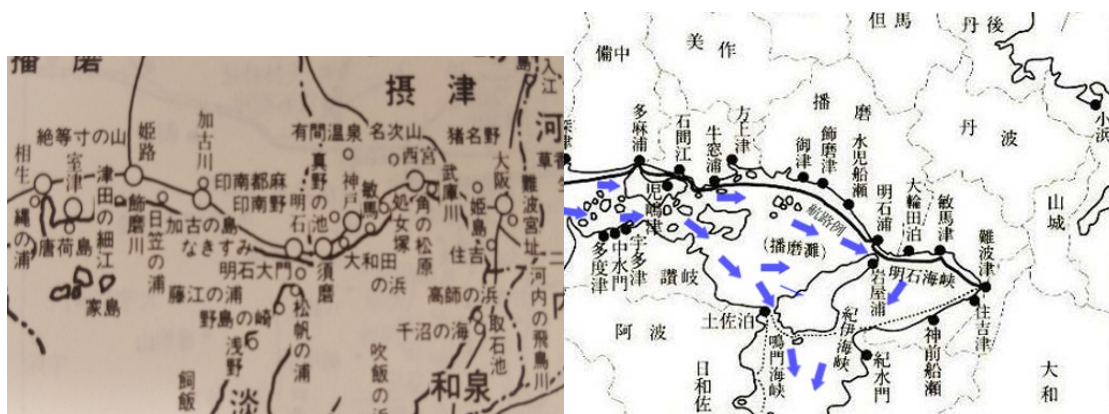 播磨
摂津
河
入江
島
絶等寸の山
姫路
加古川
有間温泉
名次山
猪名野
相生
室津
津田の細江
飾磨川
日笠の浦
印南都麻
印南野
加古の島
なきすみ
明石
真野の池
神戸
敏馬
西宮
処女塚
角の松原
武庫川
姫島
大阪
難波宮址
草香
縄の浦
唐荷島
家島
明石大門
須磨
大和田の浜
住吉
藤江の浦
野島の崎
松帆の浦
高師の浜
千沼の海
取石池
河内の飛鳥川
浅野
飼飯
淡
吹飯の浜
和泉
備中
美作
但馬
丹後
播磨
丹波
小浜
山城
大和
深津
多麻浦
石間江
牛窓浦
方上津
御津
飾磨津
水児船瀬
明石浦
大輪田泊
敏馬津
難波津
児嶋津
航路例
(播磨灘)
多度津
中水門
宇多津
讃岐
岩屋浦
明石海峡
住吉津
土佐泊
阿波
紀伊海峡
神前船瀬
鳴門海峡
紀水門
日和佐